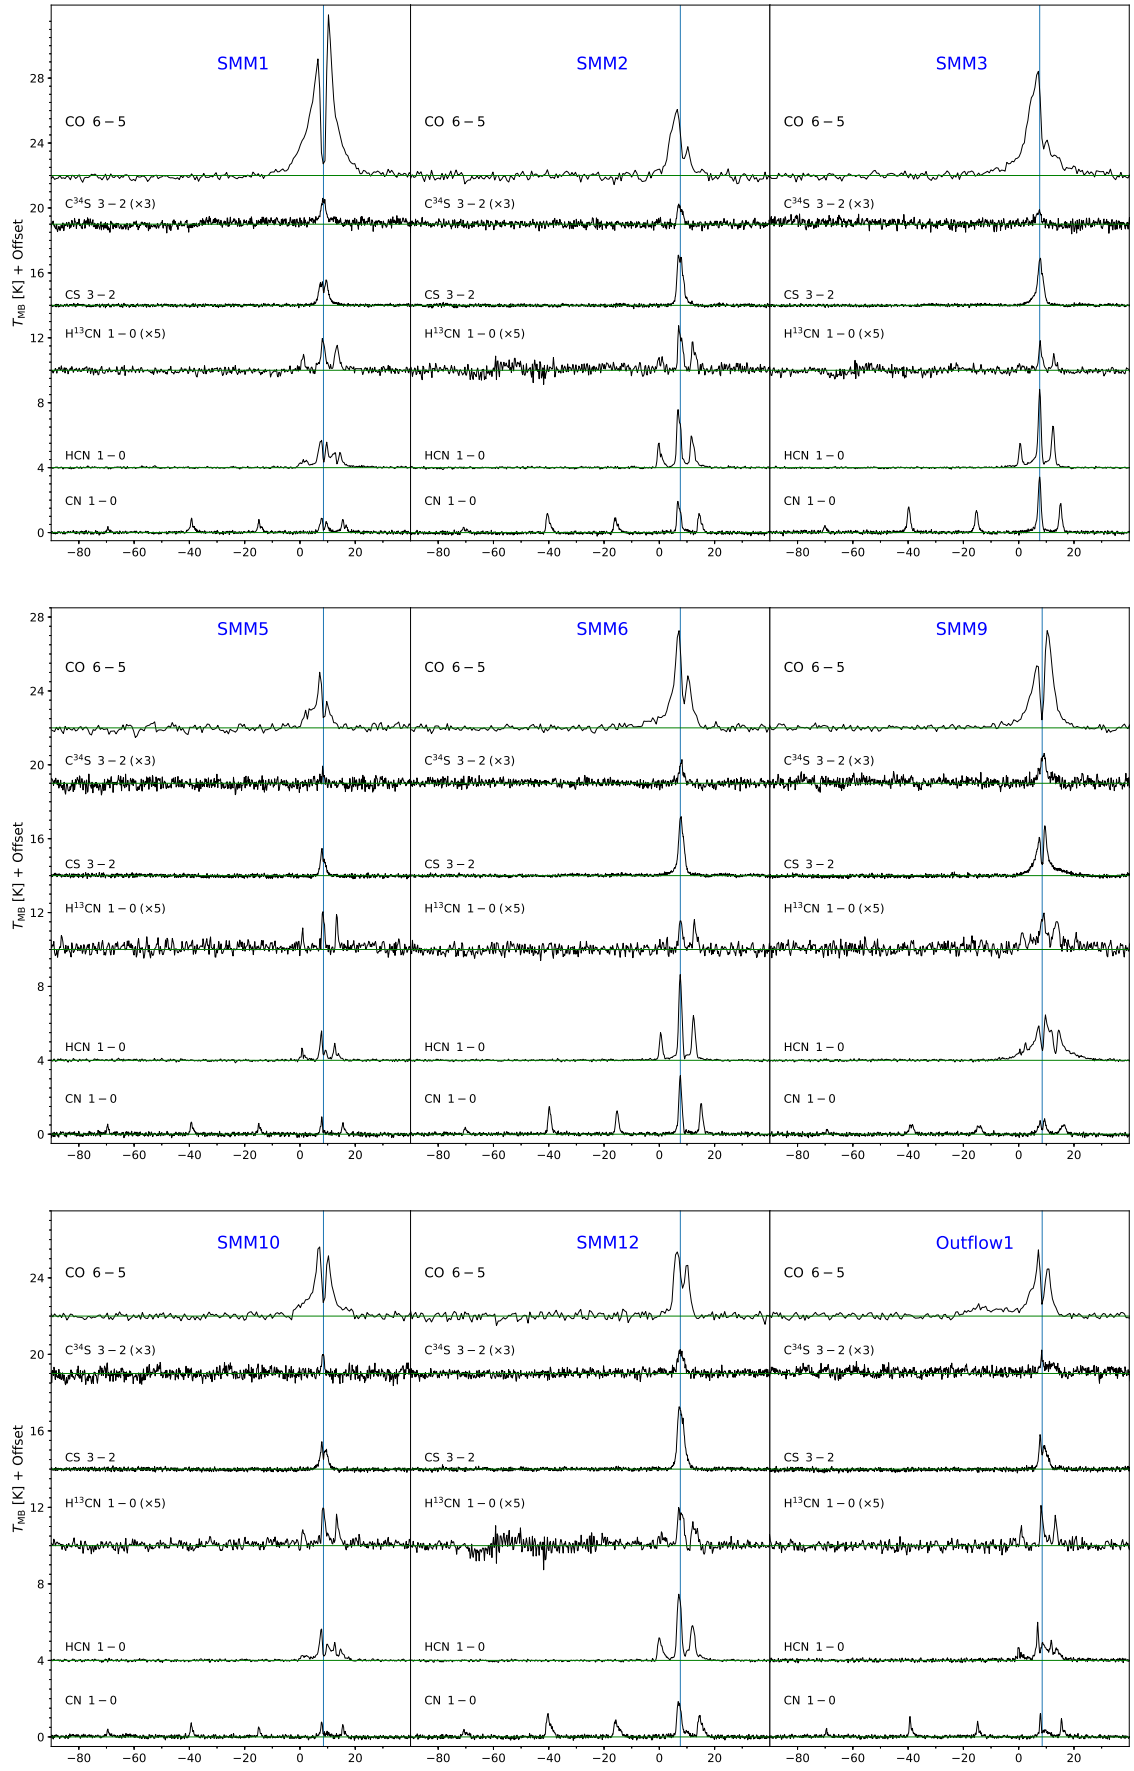 SMM1 SMM2 SMM3
28
CO 6−5 CO 6−5 CO 6−5
24
C³⁴S 3−2 (×3) C³⁴S 3−2 (×3) C³⁴S 3−2 (×3)
20
T_MB [K] + Offset
16
CS 3−2 CS 3−2 CS 3−2
H¹³CN 1−0 (×5) H¹³CN 1−0 (×5) H¹³CN 1−0 (×5)
12
8
HCN 1−0 HCN 1−0 HCN 1−0
4
CN 1−0 CN 1−0 CN 1−0
0
−80 −60 −40 −20 0 20 −80 −60 −40 −20 0 20 −80 −60 −40 −20 0 20
28
SMM5 SMM6 SMM9
CO 6−5 CO 6−5 CO 6−5
24
C³⁴S 3−2 (×3) C³⁴S 3−2 (×3) C³⁴S 3−2 (×3)
20
T_MB [K] + Offset
16
CS 3−2 CS 3−2 CS 3−2
H¹³CN 1−0 (×5) H¹³CN 1−0 (×5) H¹³CN 1−0 (×5)
12
8
HCN 1−0 HCN 1−0 HCN 1−0
4
CN 1−0 CN 1−0 CN 1−0
0
−80 −60 −40 −20 0 20 −80 −60 −40 −20 0 20 −80 −60 −40 −20 0 20
SMM10 SMM12 Outflow1
CO 6−5 CO 6−5 CO 6−5
24
C³⁴S 3−2 (×3) C³⁴S 3−2 (×3) C³⁴S 3−2 (×3)
20
T_MB [K] + Offset
16
CS 3−2 CS 3−2 CS 3−2
H¹³CN 1−0 (×5) H¹³CN 1−0 (×5) H¹³CN 1−0 (×5)
12
8
HCN 1−0 HCN 1−0 HCN 1−0
4
CN 1−0 CN 1−0 CN 1−0
0
−80 −60 −40 −20 0 20 −80 −60 −40 −20 0 20 −80 −60 −40 −20 0 20